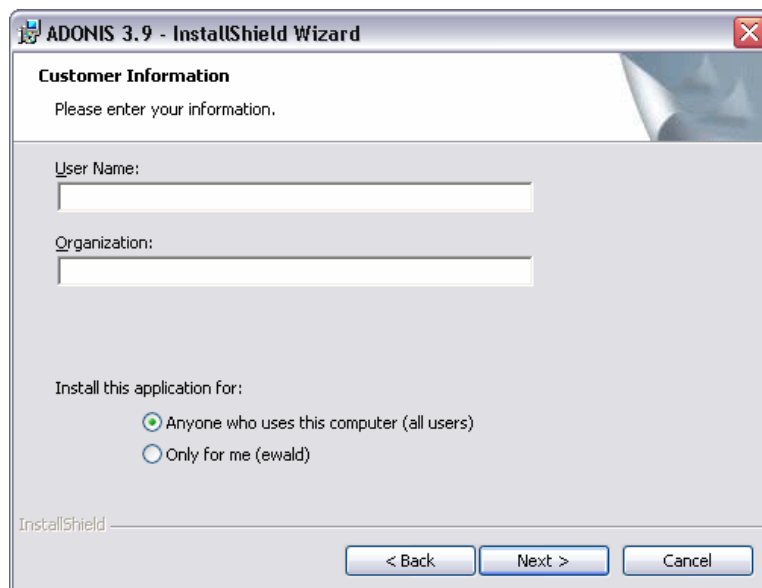 ADONIS 3.9 - InstallShield Wizard
Customer Information
Please enter your information.
User Name:
Organization:
Install this application for:
Anyone who uses this computer (all users)
Only for me (ewald)
InstallShield
< Back Next > Cancel